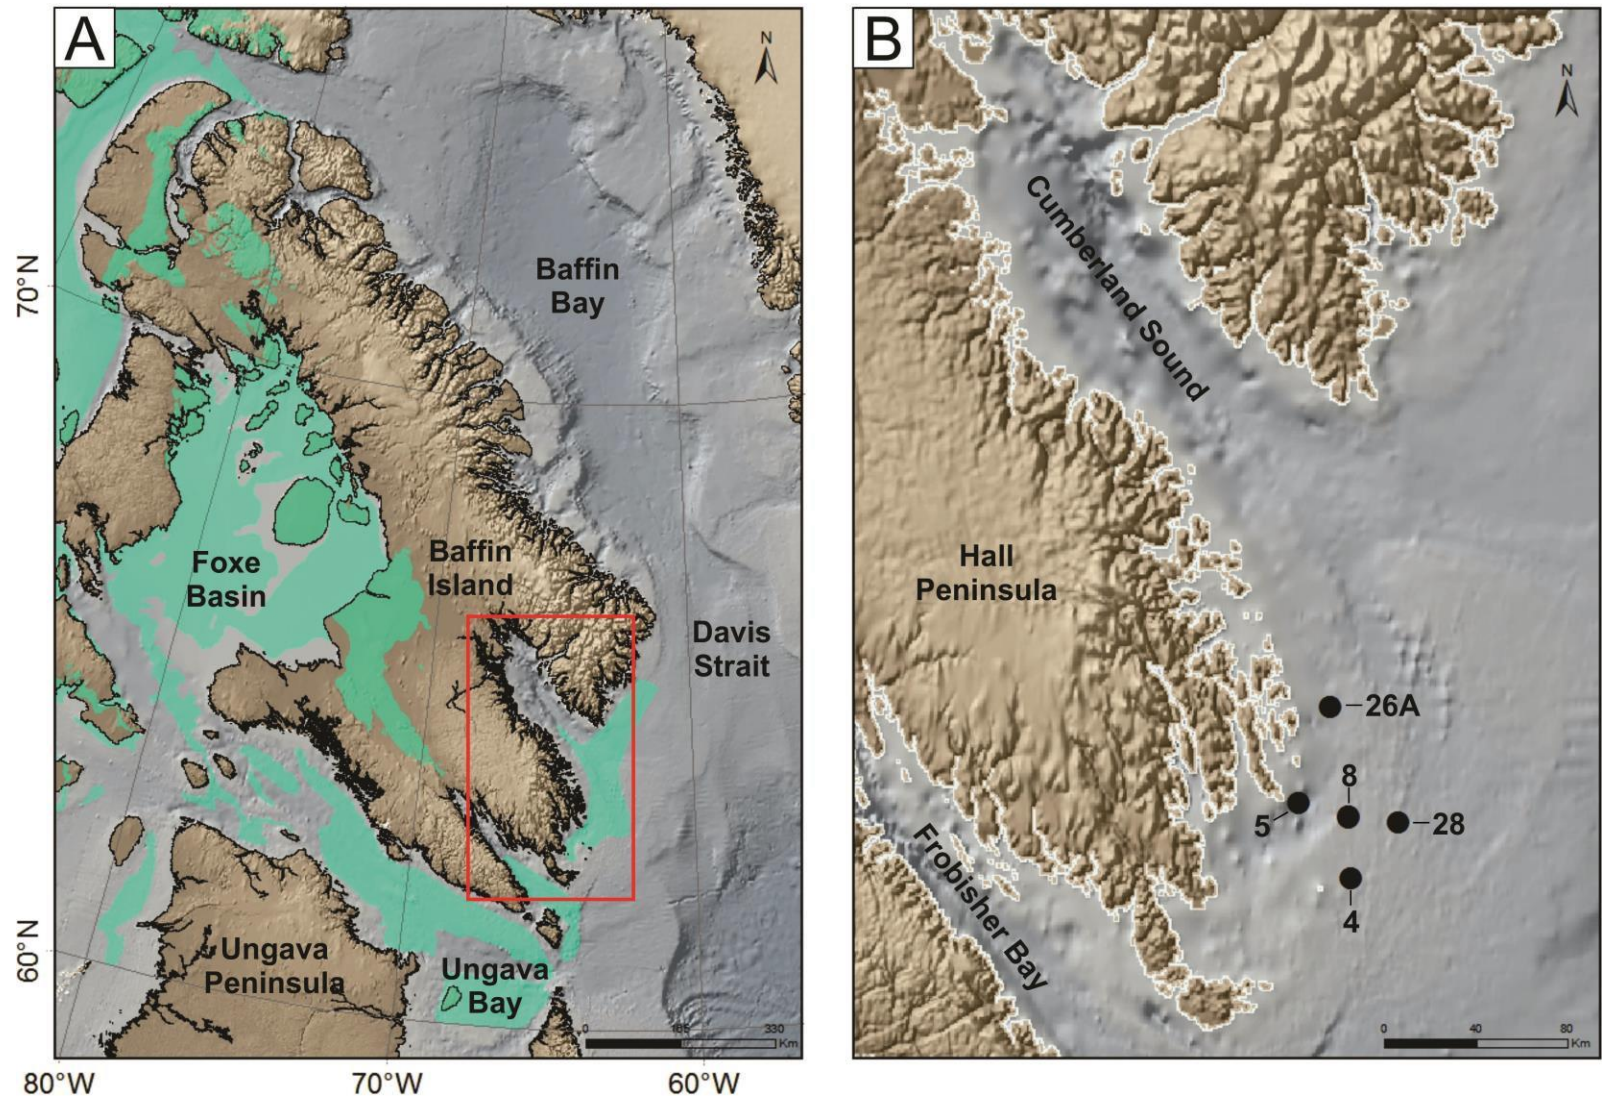 A
N
70°N
Baffin
Bay
Foxe
Basin
Baffin
Island
Davis
Strait
60°N
Ungava
Peninsula
Ungava
Bay
0 165 330
Km
80°W 70°W 60°W
B
N
Cumberland Sound
Hall
Peninsula
26A
8
5
28
4
Frobisher Bay
0 40 80
Km